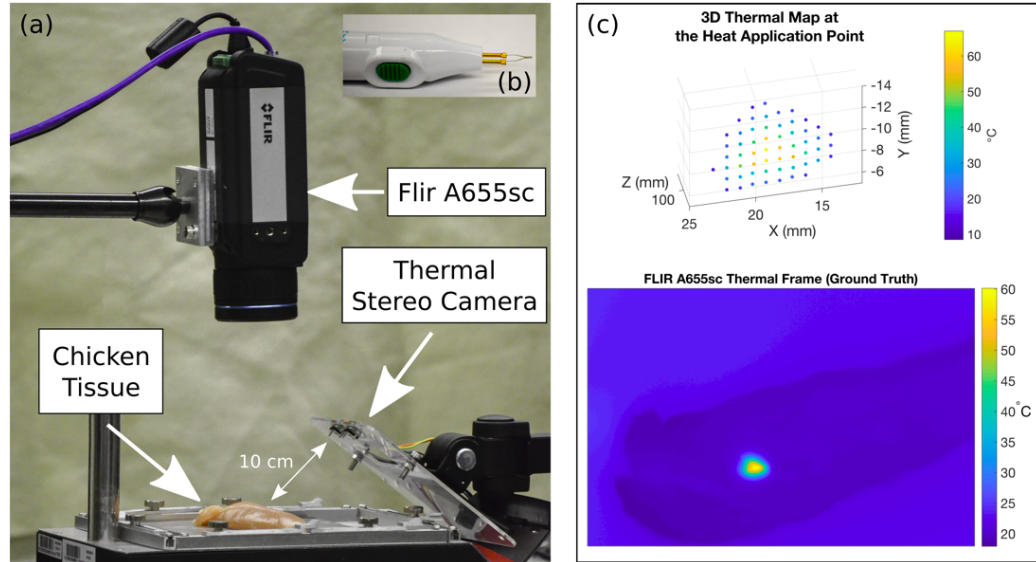 (a)
FLIR
(b)
Flir A655sc
Thermal
Stereo Camera
Chicken
Tissue
10 cm
(c)
3D Thermal Map at
the Heat Application Point
-14
-12
-10
-8
-6
Y (mm)
Z (mm)
100
25
20
15
X (mm)
60
50
40
30
20
10
°C
FLIR A655sc Thermal Frame (Ground Truth)
60
55
50
45
40
35
30
25
20
°C